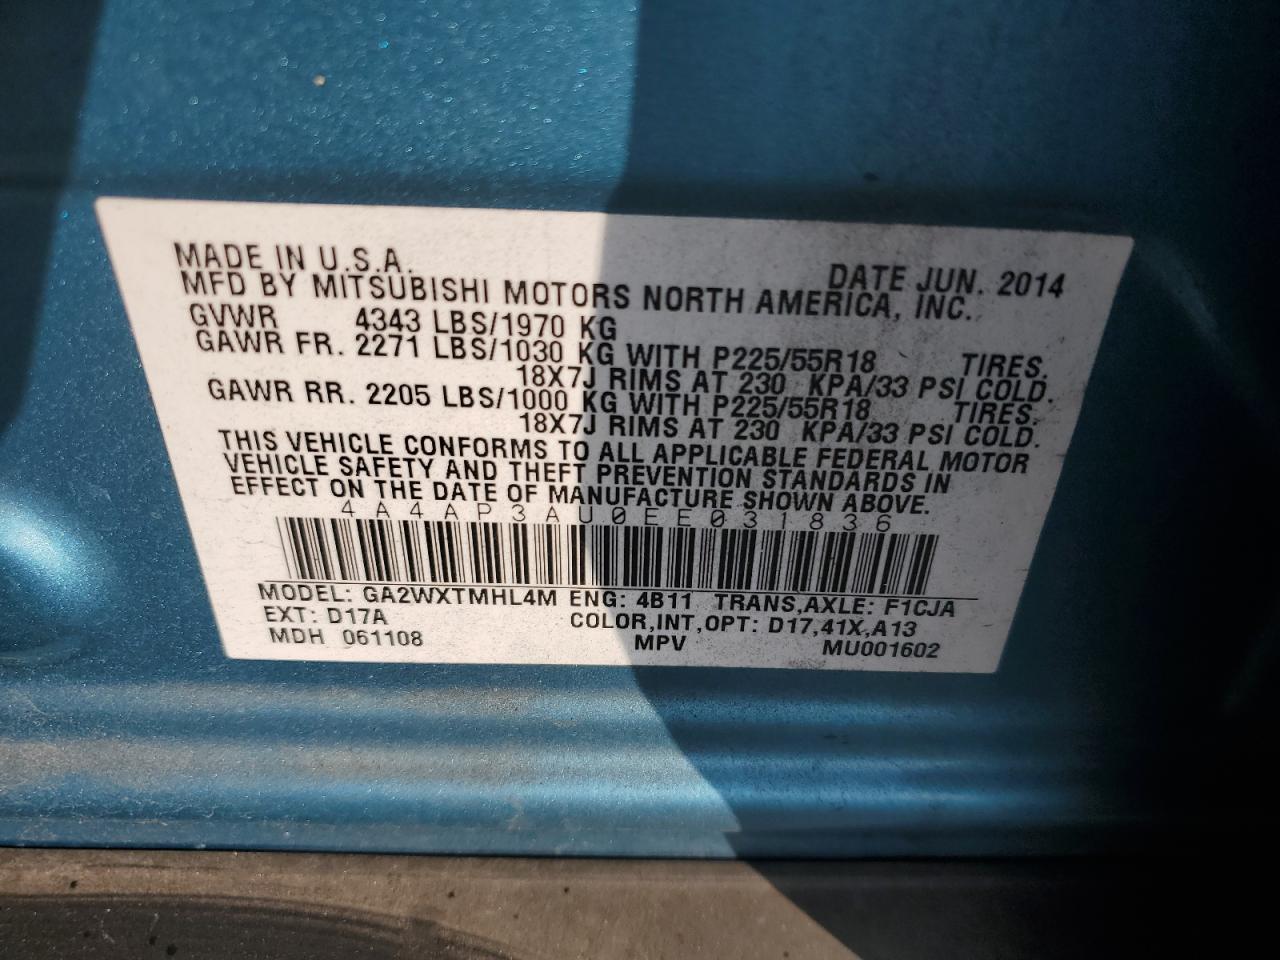 MADE IN U.S.A. DATE JUN. 2014
MFD BY MITSUBISHI MOTORS NORTH AMERICA, INC.
GVWR 4343 LBS/1970 KG
GAWR FR. 2271 LBS/1030 KG WITH P225/55R18 TIRES.
18X7J RIMS AT 230 KPA/33 PSI COLD.
GAWR RR. 2205 LBS/1000 KG WITH P225/55R18 TIRES.
18X7J RIMS AT 230 KPA/33 PSI COLD.
THIS VEHICLE CONFORMS TO ALL APPLICABLE FEDERAL MOTOR
VEHICLE SAFETY AND THEFT PREVENTION STANDARDS IN
EFFECT ON THE DATE OF MANUFACTURE SHOWN ABOVE.
4A4AP3AU0EE031836
MODEL: GA2WXTMHL4M ENG: 4B11 TRANS,AXLE: F1CJA
EXT: D17A COLOR,INT,OPT: D17,41X,A13
MDH 061108 MPV MU001602